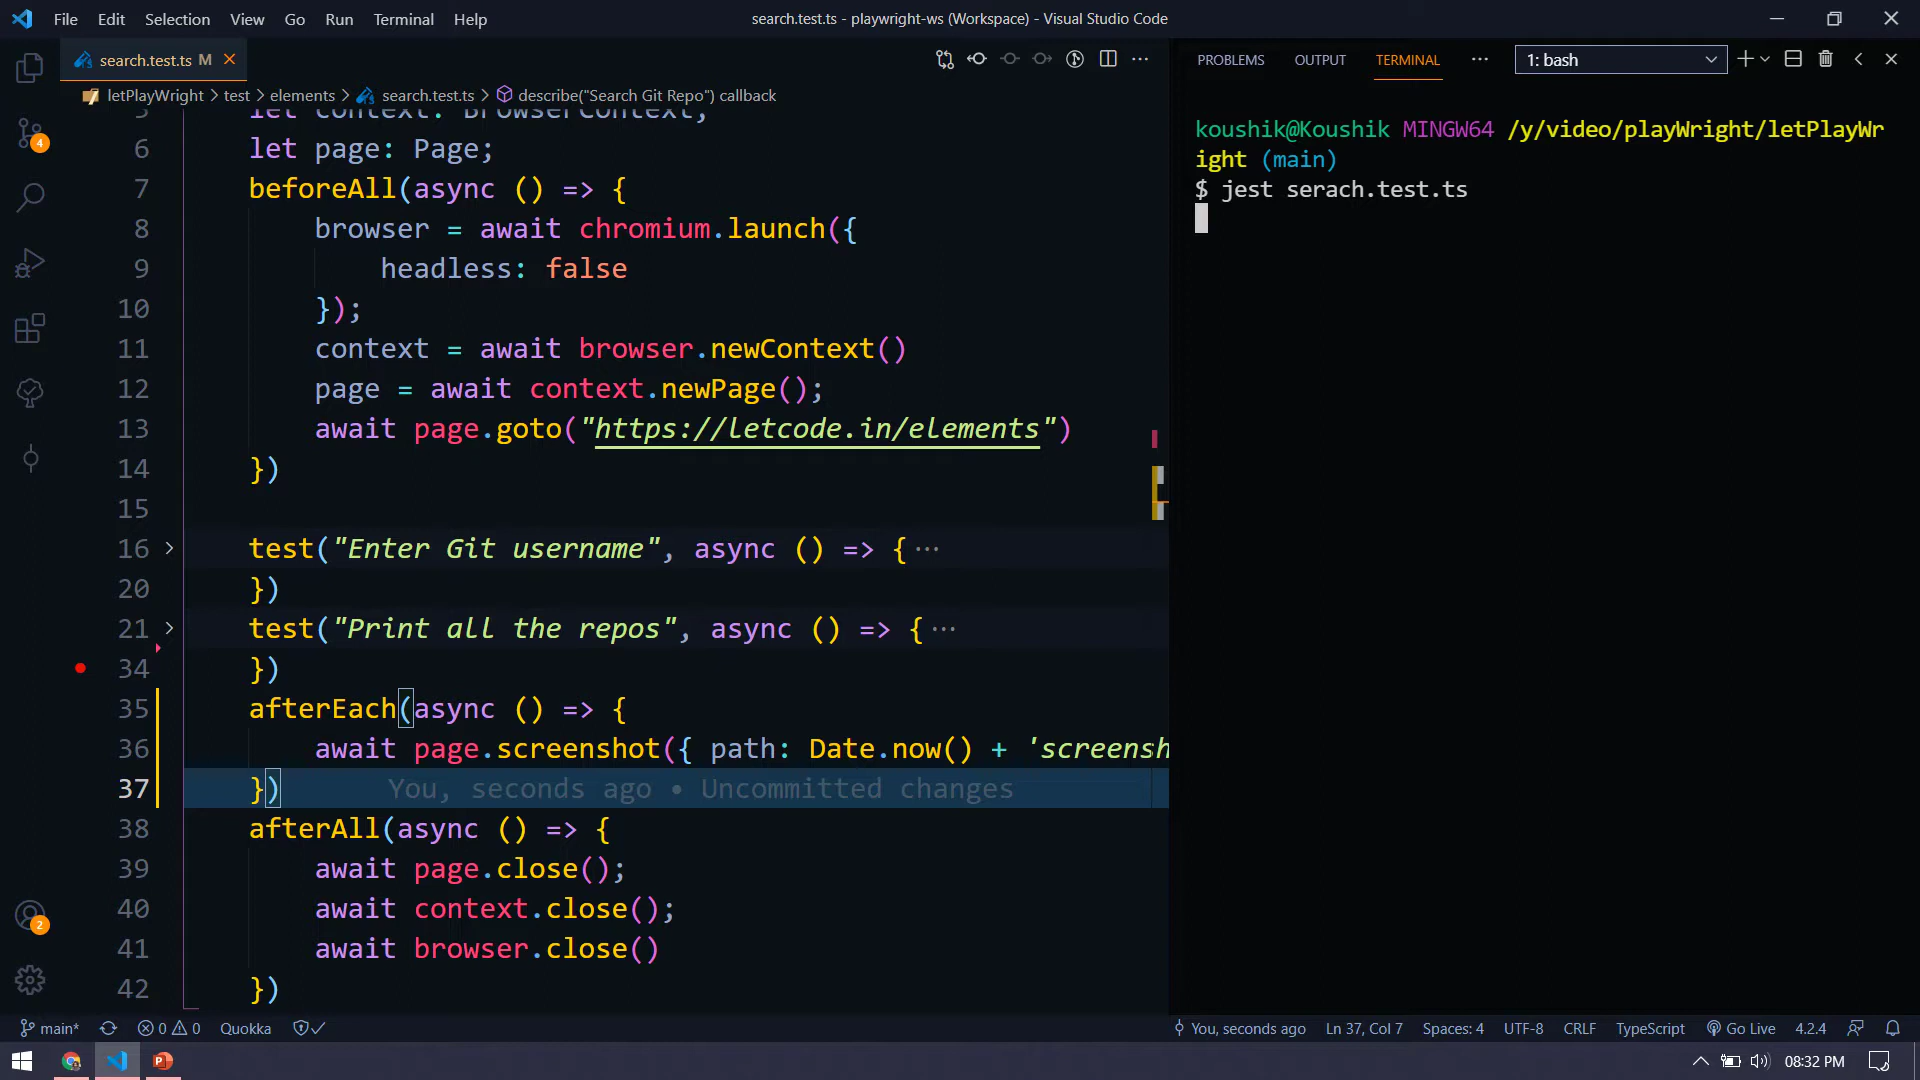 File Edit Selection View Go Run Terminal Help
search.test.ts - playwright-ws (Workspace) - Visual Studio Code
search.test.ts M
PROBLEMS OUTPUT TERMINAL 1: bash
letPlayWright > test > elements > search.test.ts > describe("Search Git Repo") callback
5 let context: BrowserContext;
6 let page: Page;
7 beforeAll(async () => {
8 browser = await chromium.launch({
9 headless: false
10 });
11 context = await browser.newContext()
12 page = await context.newPage();
13 await page.goto("https://letcode.in/elements")
14 })
15
16 test("Enter Git username", async () => {···
20 })
21 test("Print all the repos", async () => {···
34 })
35 afterEach(async () => {
36 await page.screenshot({ path: Date.now() + 'screensh
37 }) You, seconds ago • Uncommitted changes
38 afterAll(async () => {
39 await page.close();
40 await context.close();
41 await browser.close()
42 })
koushik@Koushik MINGW64 /y/video/playWright/letPlayWr
ight (main)
$ jest serach.test.ts
4
2
main* 0 0 Quokka
You, seconds ago Ln 37, Col 7 Spaces: 4 UTF-8 CRLF TypeScript Go Live 4.2.4
08:32 PM